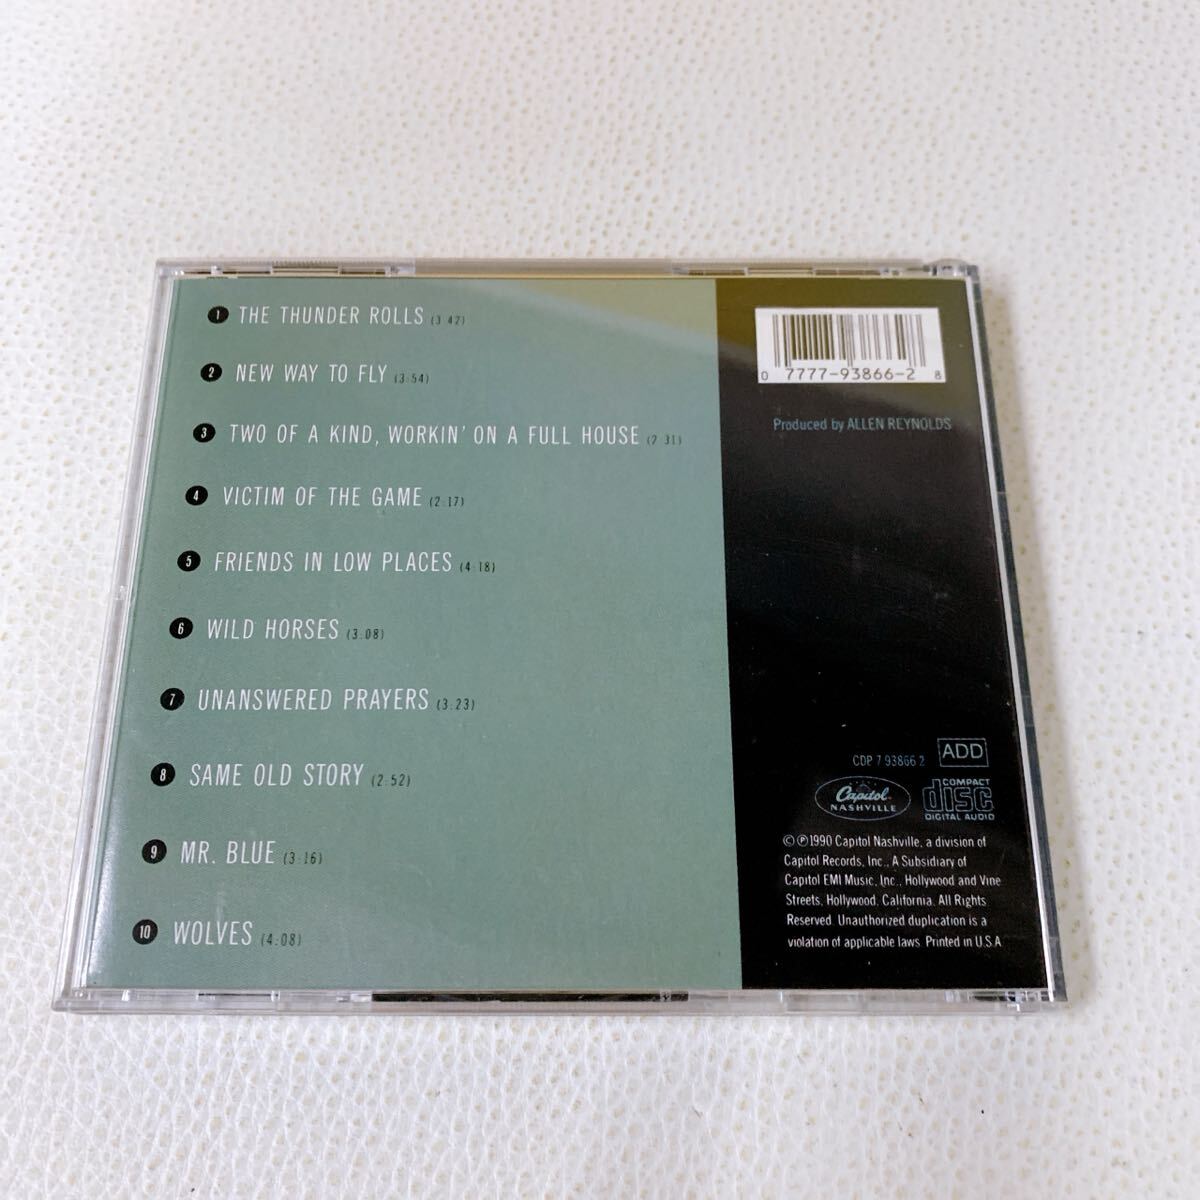 1 THE THUNDER ROLLS (3:42)
2 NEW WAY TO FLY (3:54)
3 TWO OF A KIND, WORKIN' ON A FULL HOUSE (2:31)
4 VICTIM OF THE GAME (2:17)
5 FRIENDS IN LOW PLACES (4:18)
6 WILD HORSES (3:08)
7 UNANSWERED PRAYERS (3:23)
8 SAME OLD STORY (2:52)
9 MR. BLUE (3:16)
10 WOLVES (4:08)
0 7777-93866-2 8
Produced by ALLEN REYNOLDS
CDP 7 93866 2 ADD
Capitol
NASHVILLE
COMPACT
disc
DIGITAL AUDIO
© ℗ 1990 Capitol Nashville, a division of
Capitol Records, Inc., A Subsidiary of
Capitol EMI Music, Inc., Hollywood and Vine
Streets, Hollywood, California. All Rights
Reserved. Unauthorized duplication is a
violation of applicable laws. Printed in U.S.A